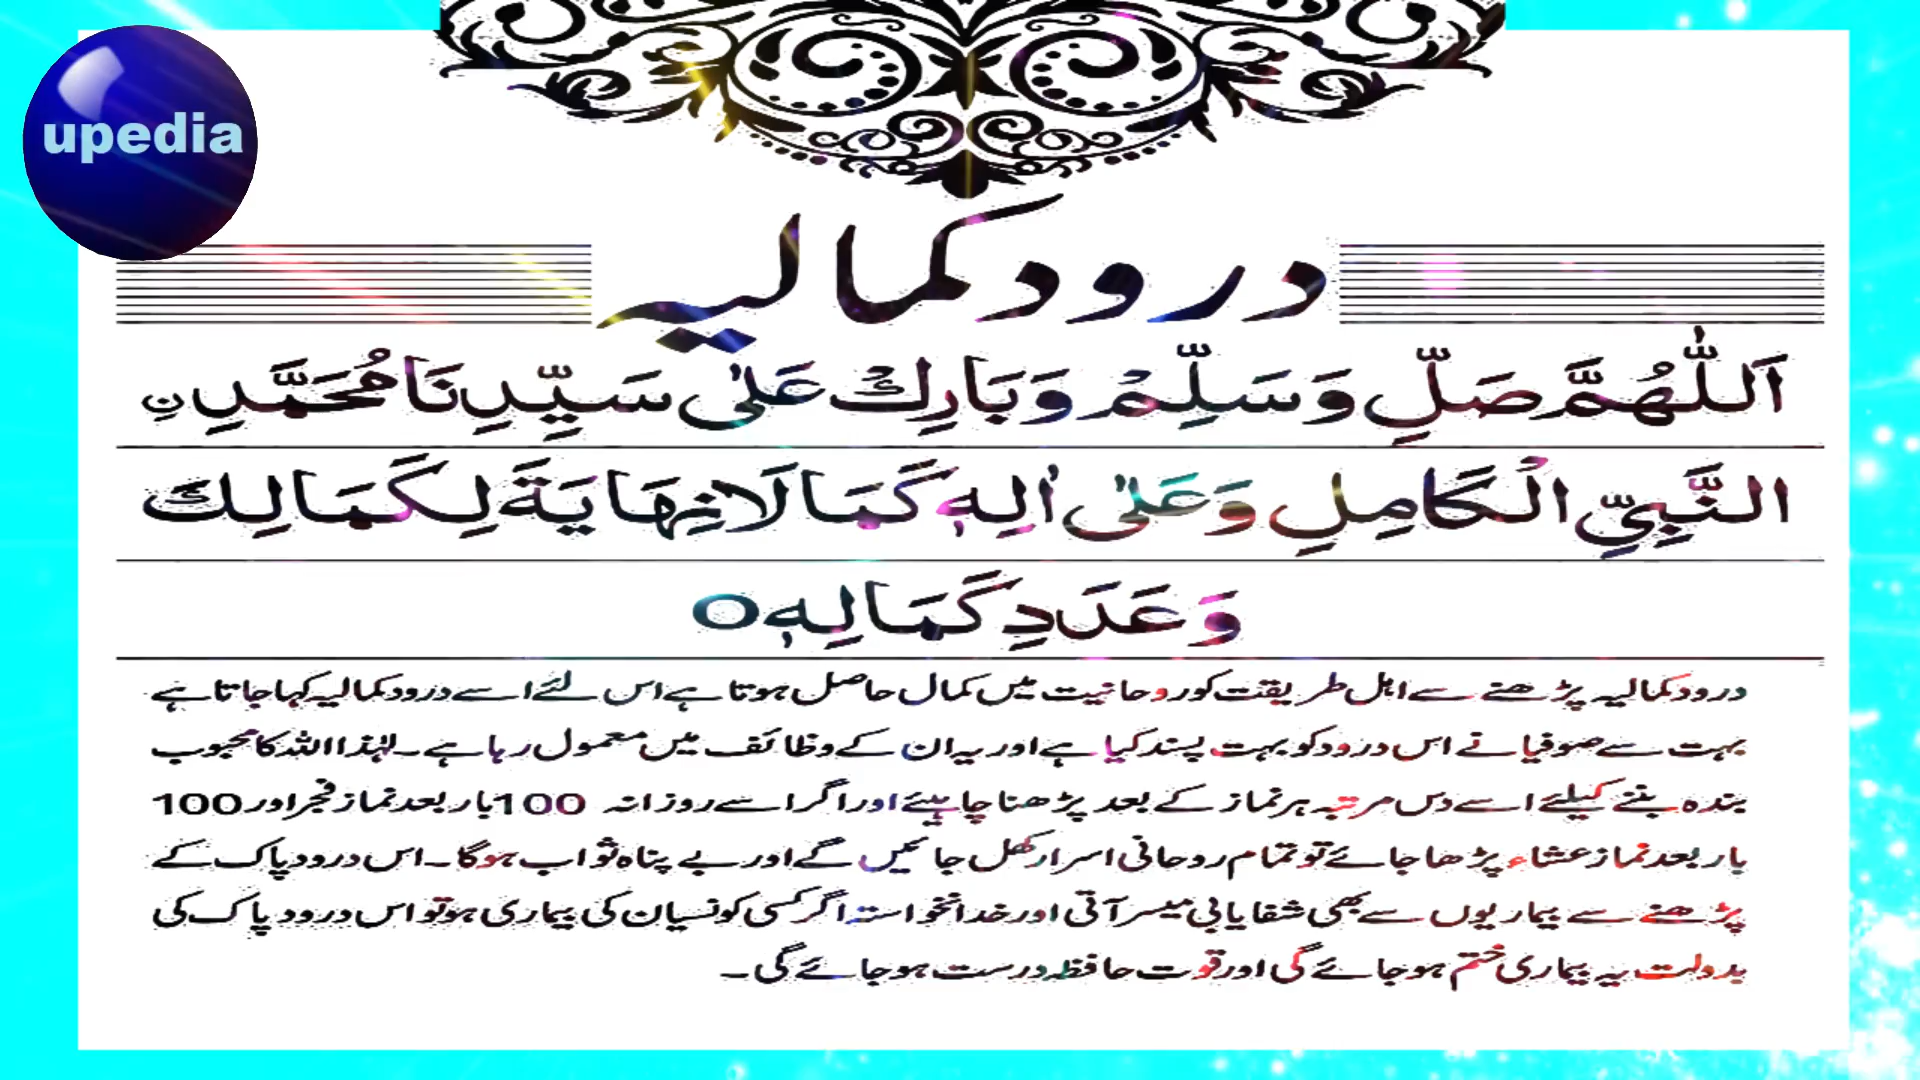 upedia
درود کمالیہ
اَللّٰهُمَّ صَلِّ وَسَلِّمْ وَبَارِكْ عَلٰى سَيِّدِنَا مُحَمَّدِنِ
النَّبِىِّ الْكَامِلِ وَعَلٰى اٰلِهٖ كَمَا لَا نِهَايَةَ لِكَمَالِكَ
وَعَدَدِ كَمَالِهٖ
درود کمالیہ پڑھنے سے اہل طریقت کو روحانیت میں کمال حاصل ہوتا ہے اس لئے اسے درود کمالیہ کہا جاتا ہے
بہت سے صوفیا نے اس درود کو بہت پسند کیا ہے اور یہ ان کے وظائف میں معمول رہا ہے۔ لہٰذا اللہ کا محبوب
بندہ بننے کیلئے اسے دس مرتبہ ہر نماز کے بعد پڑھنا چاہیئے اور اگر اسے روزانہ 100 بار بعد نماز فجر اور 100
بار بعد نماز عشاء پڑھا جائے تو تمام روحانی اسرار کھل جائیں گے اور بے پناہ ثواب ہوگا۔ اس درود پاک کے
پڑھنے سے بیماریوں سے بھی شفایابی میسر آتی اور خدانخواستہ اگر کسی کو نسیان کی بیماری ہو تو اس درود پاک کی
بدولت یہ بیماری ختم ہو جائے گی اور قوت حافظہ درست ہو جائے گی۔